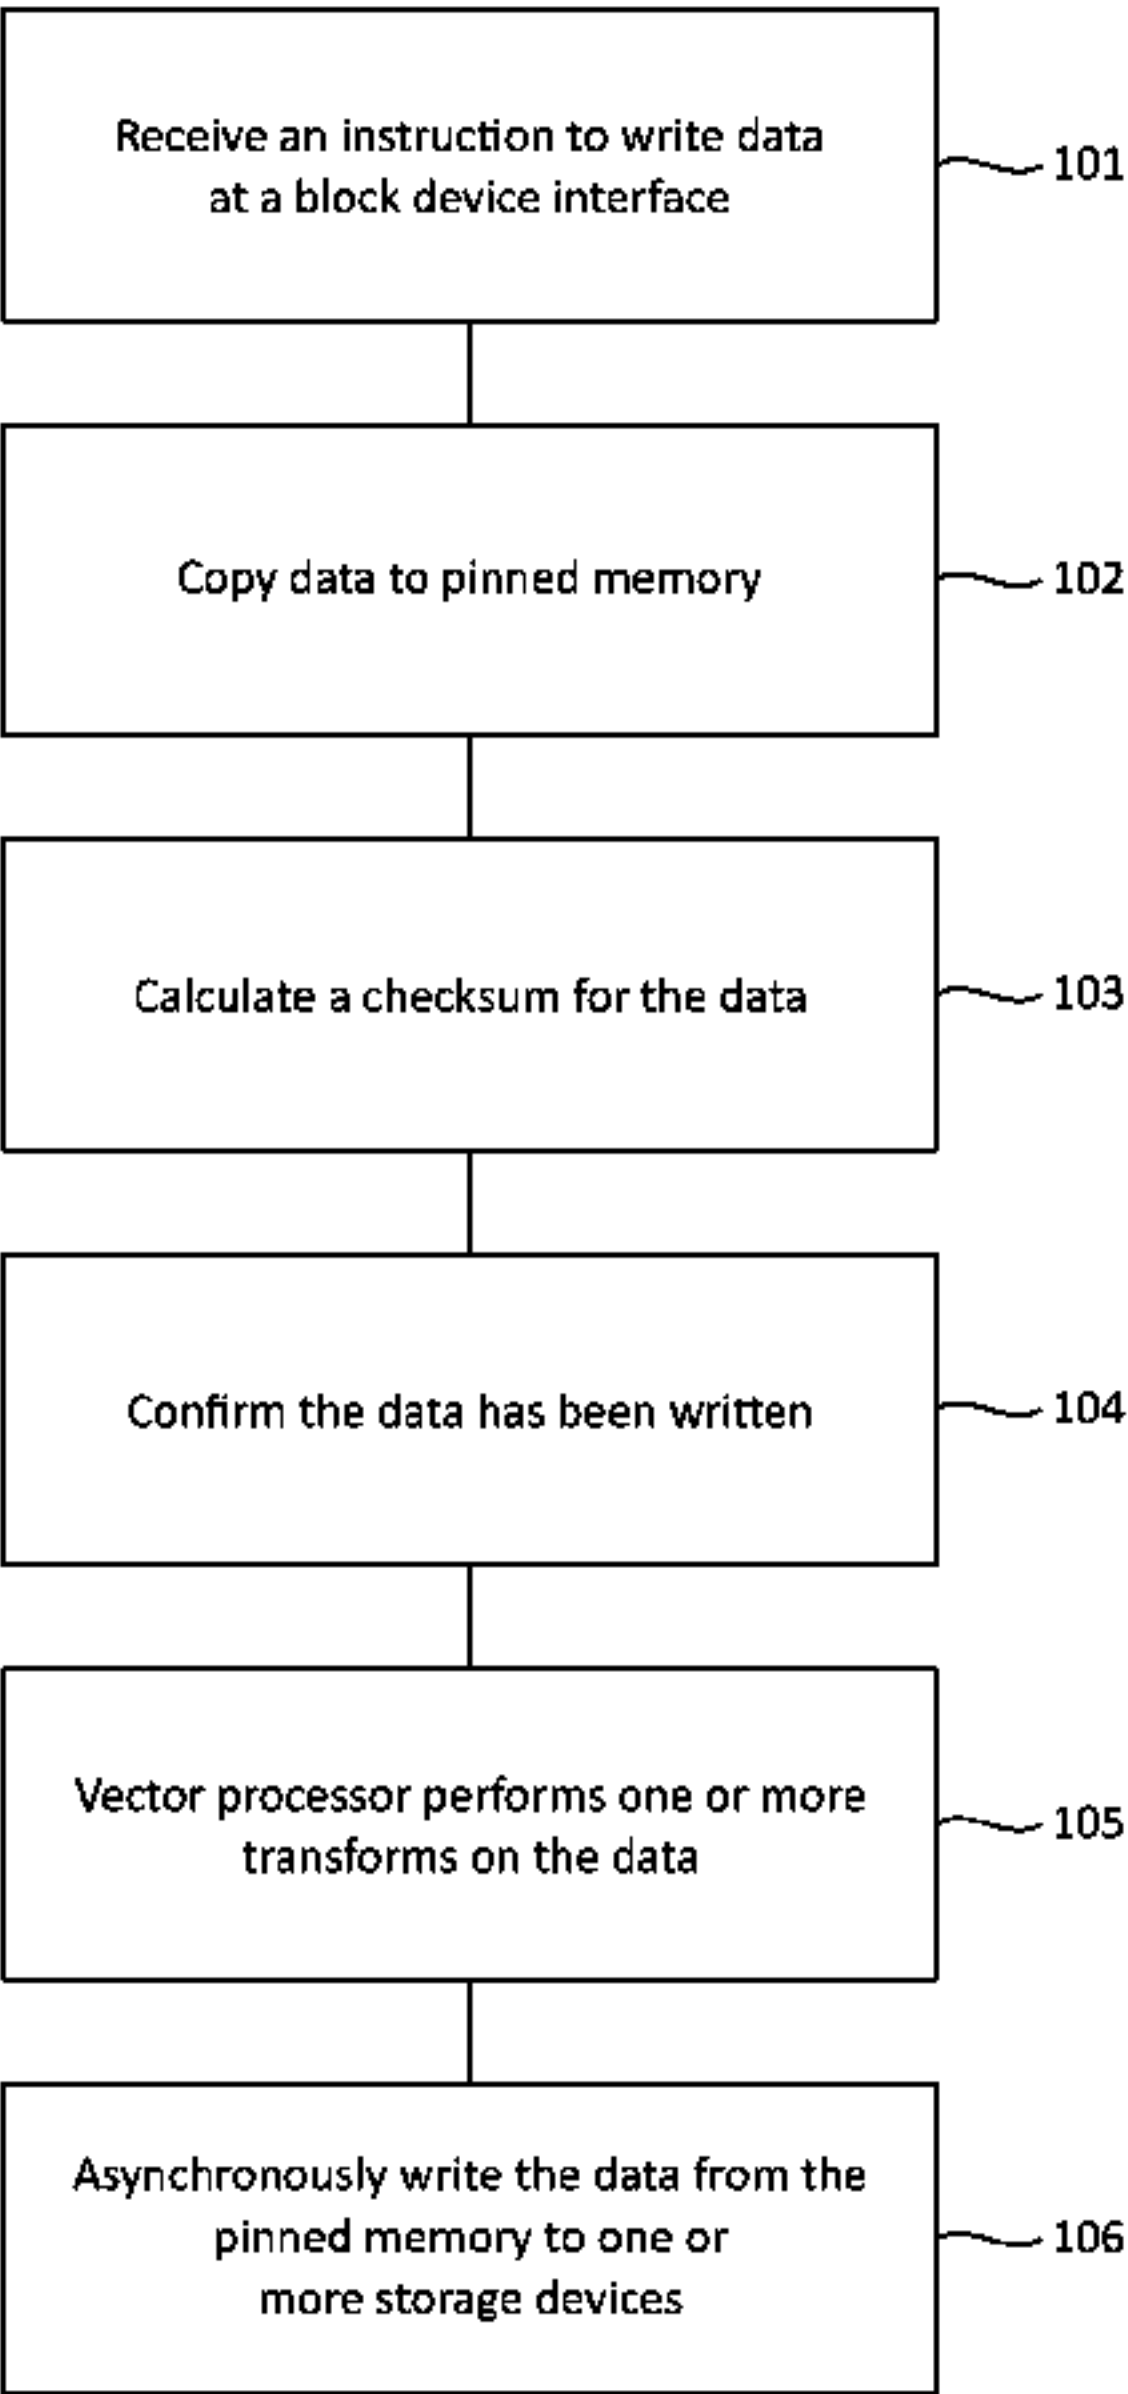 Receive an instruction to write data
at a block device interface
101
Copy data to pinned memory
102
Calculate a checksum for the data
103
Confirm the data has been written
104
Vector processor performs one or more
transforms on the data
105
Asynchronously write the data from the
pinned memory to one or
more storage devices
106